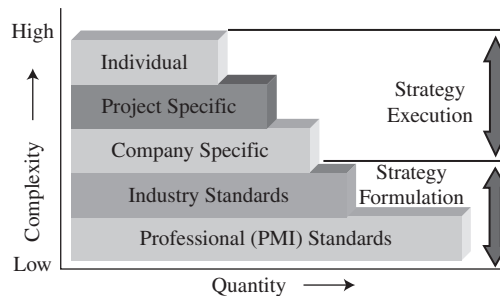 High
Individual
Project Specific
Company Specific
Industry Standards
Professional (PMI) Standards
Strategy
Execution
Strategy
Formulation
Complexity
Low
Quantity